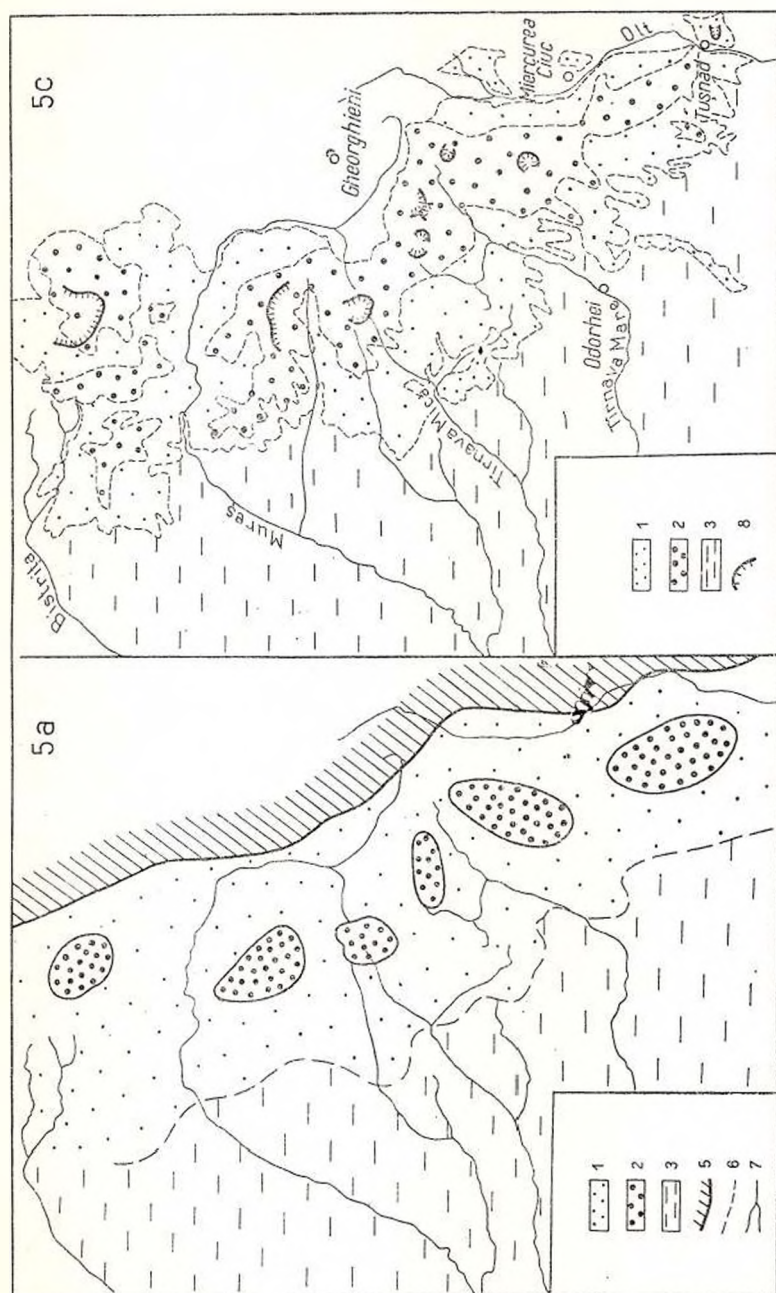 5c
Bistrița
Mureș
Gheorghieni
Miercurea
Ciuc
Olt
Tușnad
Tîrnava Mică
Odorhei
Tîrnava Mare
1
2
3
8
5a
1
2
3
5
6
7